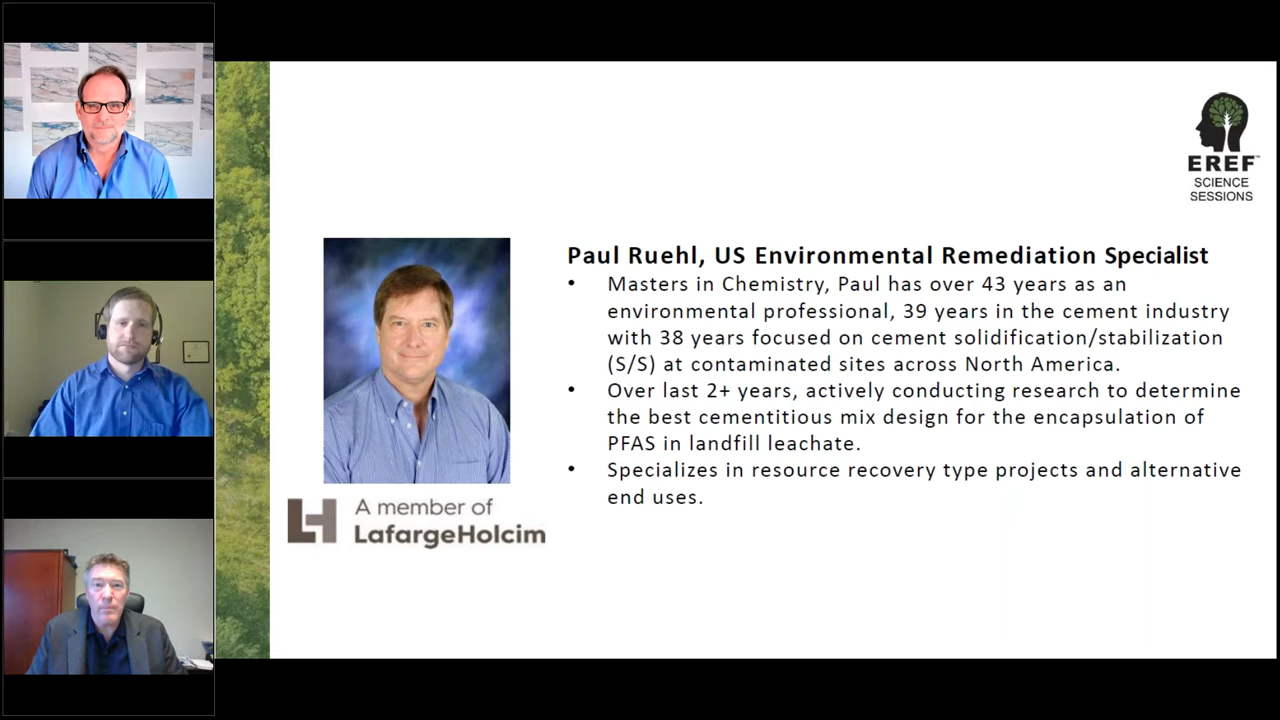 EREF™
SCIENCE
SESSIONS
Paul Ruehl, US Environmental Remediation Specialist
• Masters in Chemistry, Paul has over 43 years as an
environmental professional, 39 years in the cement industry
with 38 years focused on cement solidification/stabilization
(S/S) at contaminated sites across North America.
• Over last 2+ years, actively conducting research to determine
the best cementitious mix design for the encapsulation of
PFAS in landfill leachate.
• Specializes in resource recovery type projects and alternative
end uses.
A member of
LafargeHolcim